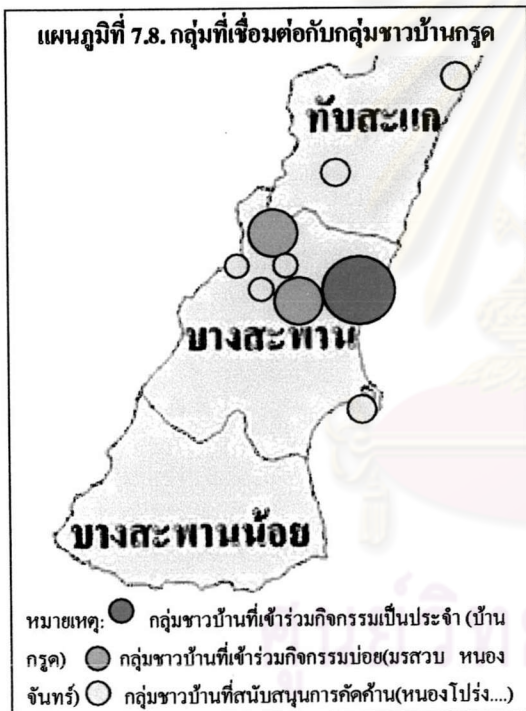 แผนภูมิที่ 7.8. กลุ่มที่เชื่อมต่อกับกลุ่มชาวบ้านกรูด
ทับสะแก
บางสะพาน
บางสะพานน้อย
หมายเหตุ: กลุ่มชาวบ้านที่เข้าร่วมกิจกรรมเป็นประจำ (บ้าน
กรูด) กลุ่มชาวบ้านที่เข้าร่วมกิจกรรมบ่อย(มรสวบ หนอง
จันทร์) กลุ่มชาวบ้านที่สนับสนุนการคัดค้าน(หนองโปร่ง....)